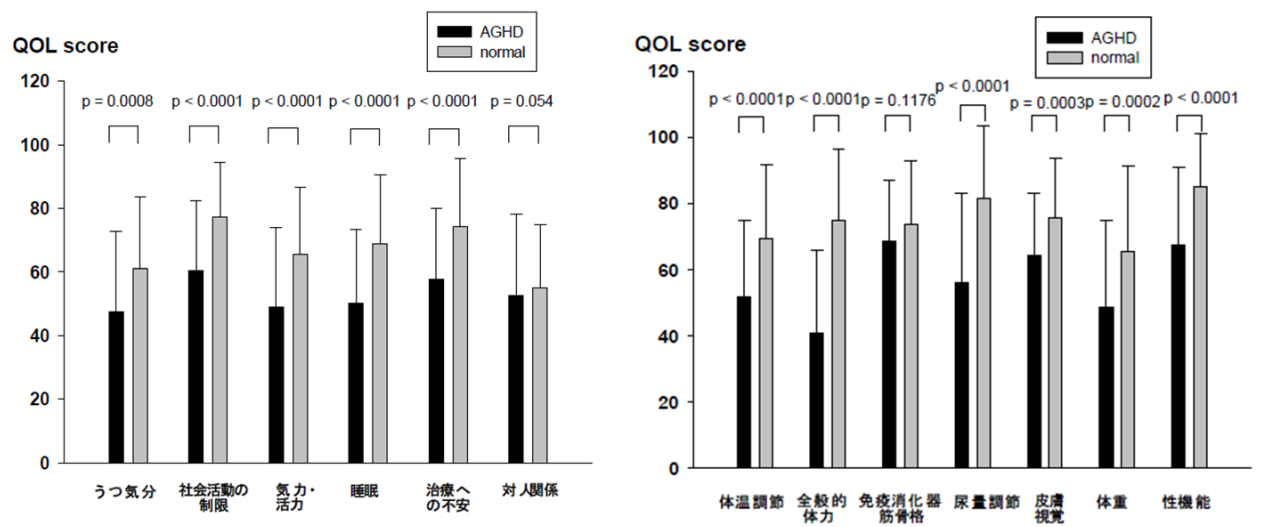 QOL score
AGHD
normal
120
100
80
60
40
20
0
p = 0.0008
p < 0.0001
p < 0.0001
p < 0.0001
p < 0.0001
p = 0.054
うつ気分
社会活動の
制限
気力・
活力
睡眠
治療へ
の不安
対人関係
QOL score
AGHD
normal
120
100
80
60
40
20
0
p < 0.0001
p < 0.0001
p = 0.1176
p < 0.0001
p = 0.0003
p = 0.0002
p < 0.0001
体温調節
全般的
体力
免疫消化器
筋骨格
尿量調節
皮膚
視覚
体重
性機能